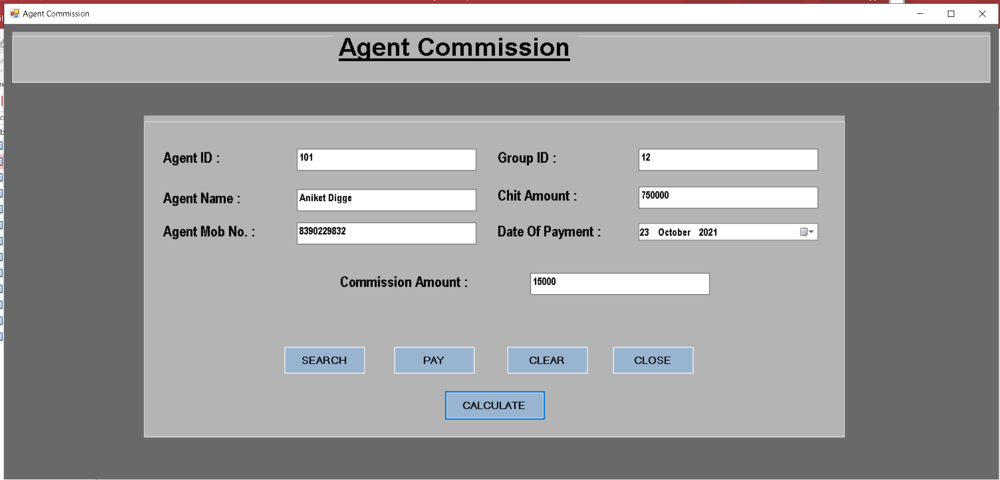 Agent Commission
Agent Commission
Agent ID : 101 Group ID : 12
Agent Name : Aniket Digge Chit Amount : 750000
Agent Mob No. : 8390229832 Date Of Payment : 23 October 2021
Commission Amount : 15000
SEARCH PAY CLEAR CLOSE
CALCULATE